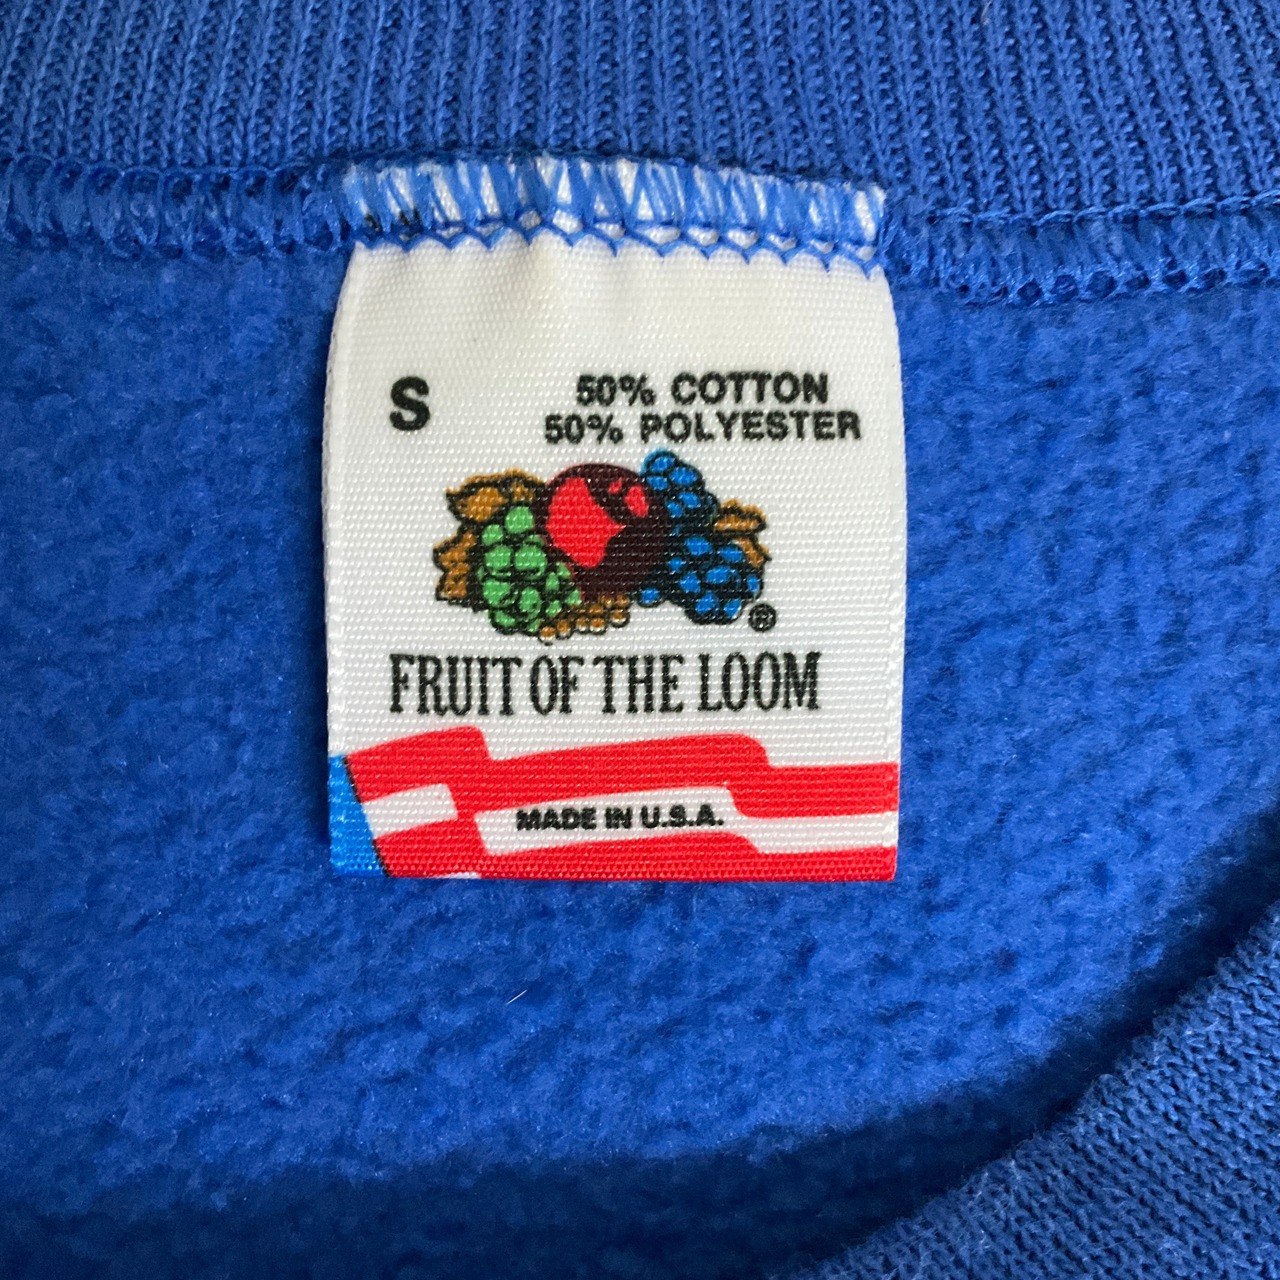 S
50% COTTON
50% POLYESTER
®
FRUIT OF THE LOOM
MADE IN U.S.A.